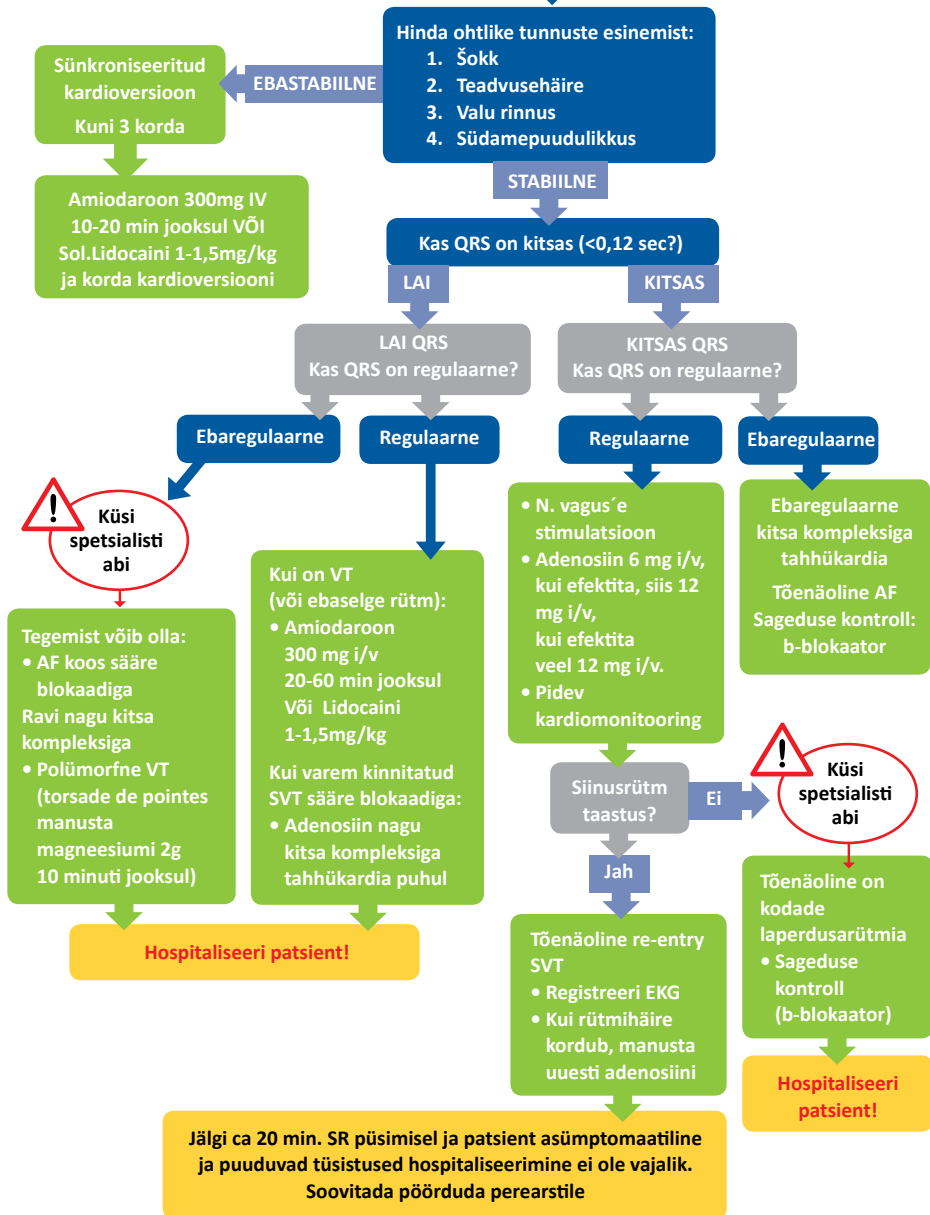 Hinda ohtlike tunnuste esinemist:
1. Šokk
2. Teadvusehäire
3. Valu rinnus
4. Südamepuudulikkus
EBASTABIILNE
Sünkroniseeritud
kardioversioon
Kuni 3 korda
Amiodaroon 300mg IV
10-20 min jooksul VÕI
Sol.Lidocaini 1-1,5mg/kg
ja korda kardioversiooni
STABIILNE
Kas QRS on kitsas (<0,12 sec?)
LAI
KITSAS
LAI QRS
Kas QRS on regulaarne?
KITSAS QRS
Kas QRS on regulaarne?
Ebaregulaarne
Regulaarne
Regulaarne
Ebaregulaarne
!
Küsi
spetsialisti
abi
Tegemist võib olla:
• AF koos sääre
blokaadiga
Ravi nagu kitsa
kompleksiga
• Polümorfne VT
(torsade de pointes
manusta
magneesiumi 2g
10 minuti jooksul)
Kui on VT
(või ebaselge rütm):
• Amiodaroon
300 mg i/v
20-60 min jooksul
Või Lidocaini
1-1,5mg/kg
Kui varem kinnitatud
SVT sääre blokaadiga:
• Adenosiin nagu
kitsa kompleksiga
tahhükardia puhul
Hospitaliseeri patsient!
• N. vagus´e
stimulatsioon
• Adenosiin 6 mg i/v,
kui efektita, siis 12
mg i/v,
kui efektita
veel 12 mg i/v.
• Pidev
kardiomonitooring
Ebaregulaarne
kitsa kompleksiga
tahhükardia
Tõenäoline AF
Sageduse kontroll:
b-blokaator
Siinusrütm
taastus?
Ei
!
Küsi
spetsialisti
abi
Jah
Tõenäoline re-entry
SVT
• Registreeri EKG
• Kui rütmihäire
kordub, manusta
uuesti adenosiini
Tõenäoline on
kodade
laperdusarütmia
• Sageduse
kontroll
(b-blokaator)
Hospitaliseeri
patsient!
Jälgi ca 20 min. SR püsimisel ja patsient asümptomaatiline
ja puuduvad tüsistused hospitaliseerimine ei ole vajalik.
Soovitada pöörduda perearstile